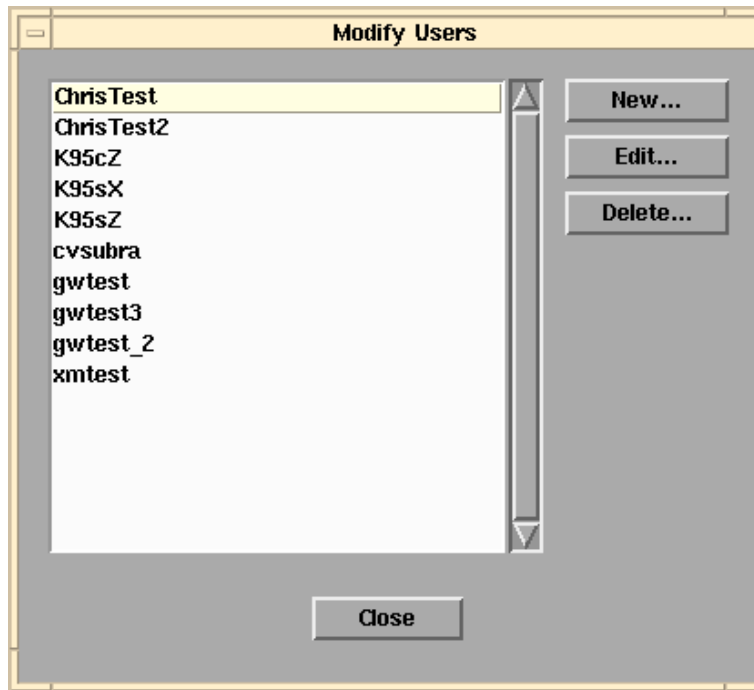 Modify Users
ChrisTest
ChrisTest2
K95cZ
K95sX
K95sZ
cvsubra
gwtest
gwtest3
gwtest_2
xmtest
New...
Edit...
Delete...
Close